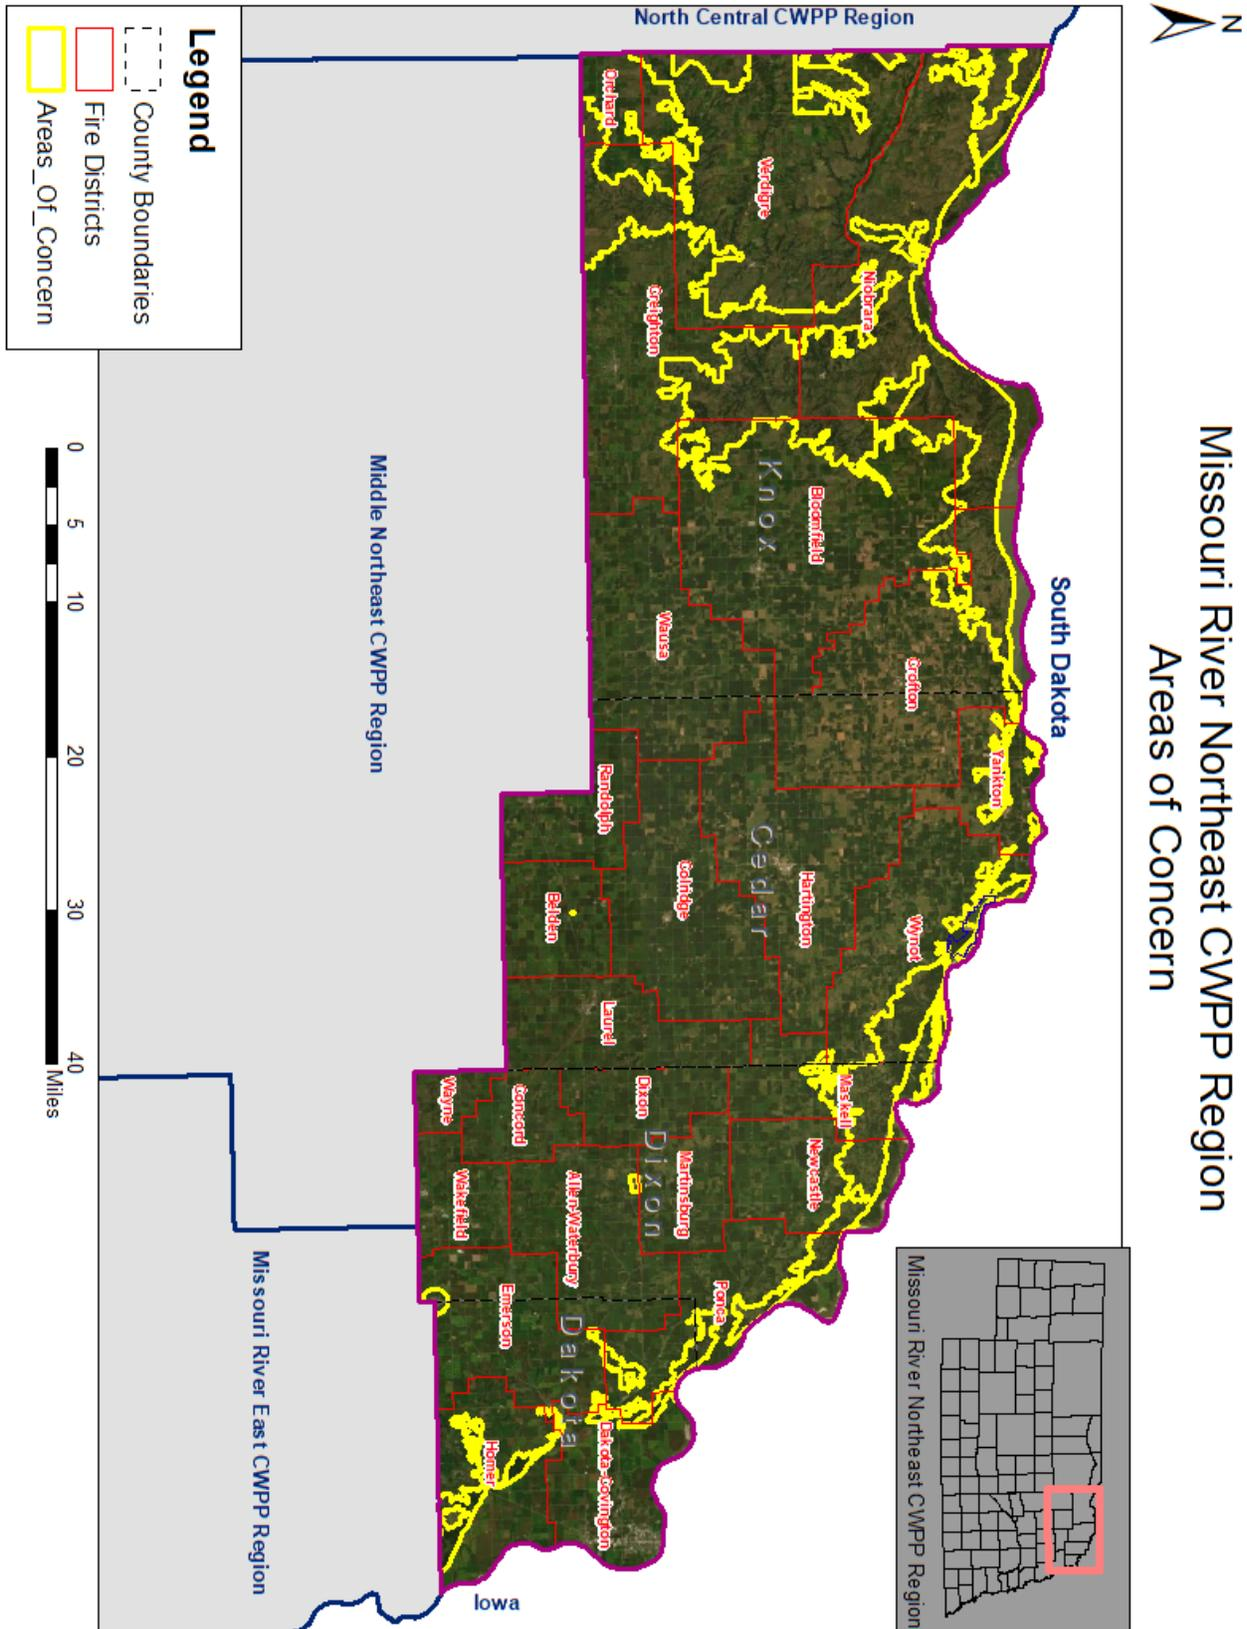 Missouri River Northeast CWPP Region
Areas of Concern
N
North Central CWPP Region
South Dakota
Missouri River Northeast CWPP Region
Niobrara
Verdigre
Orchard
Creighton
Knox
Bloomfield
Wausa
Crofton
Yankton
Randolph
Cedar
Hartington
Wynot
Colridge
Belden
Laurel
Maskell
Newcastle
Dixon
Dixon
Martinsburg
Concord
Wayne
Wakefield
Allen-Waterbury
Ponca
Emerson
Dakota
Dakota-Covington
Homer
Iowa
Middle Northeast CWPP Region
Missouri River East CWPP Region
Legend
County Boundaries
Fire Districts
Areas_Of_Concern
0 5 10 20 30 40
Miles